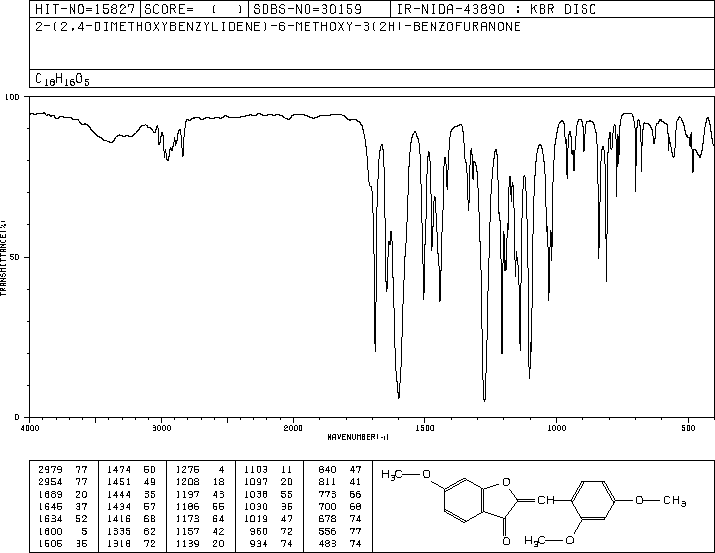 HIT-NO=15827 SCORE= ( ) SDBS-NO=30159 IR-NIDA-43890 : KBR DISC
2-(2,4-DIMETHOXYBENZYLIDENE)-6-METHOXY-3(2H)-BENZOFURANONE
C18H16O5
100
50
0
TRANSMITTANCE(%)
4000 3000 2000 1500 1000 500
WAVENUMBER(-1)
2979 77 1474 50 1276 4 1103 11 840 47
2954 77 1451 49 1208 18 1097 20 811 41
1689 20 1444 35 1197 43 1038 55 773 66
1645 37 1434 57 1186 55 1030 35 700 68
1634 52 1416 68 1173 64 1019 47 678 74
1600 5 1335 62 1157 42 960 72 556 77
1505 35 1318 72 1139 20 934 74 483 74
H3C O O
CH O CH3
O H3C O